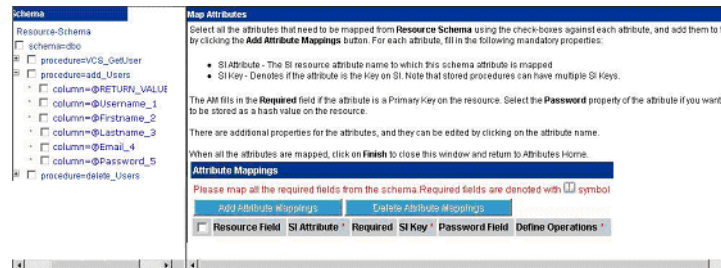 Schema
Resource-Schema
schema=dbo
procedure=VCS_GetUser
procedure=add_Users
column=@RETURN_VALUE
column=@Username_1
column=@Firstname_2
column=@Lastname_3
column=@Email_4
column=@Password_5
procedure=delete_Users
Map Attributes
Select all the attributes that need to be mapped from Resource Schema using the check-boxes against each attribute, and add them to t
by clicking the Add Attribute Mappings button. For each attribute, fill in the following mandatory properties:
• SI Attribute - The SI resource attribute name to which this schema attribute is mapped
• SI Key - Denotes if the attribute is the Key on SI. Note that stored procedures can have multiple SI Keys.
The AM fills in the Required field if the attribute is a Primary Key on the resource. Select the Password property of the attribute if you want
to be stored as a hash value on the resource.
There are additional properties for the attributes, and they can be edited by clicking on the attribute name.
When all the attributes are mapped, click on Finish to close this window and return to Attributes Home.
Attribute Mappings
Please map all the required fields from the schema.Required fields are denoted with symbol
Add Attribute Mappings Delete Attribute Mappings
Resource Field SI Attribute * Required SI Key * Password Field Define Operations *